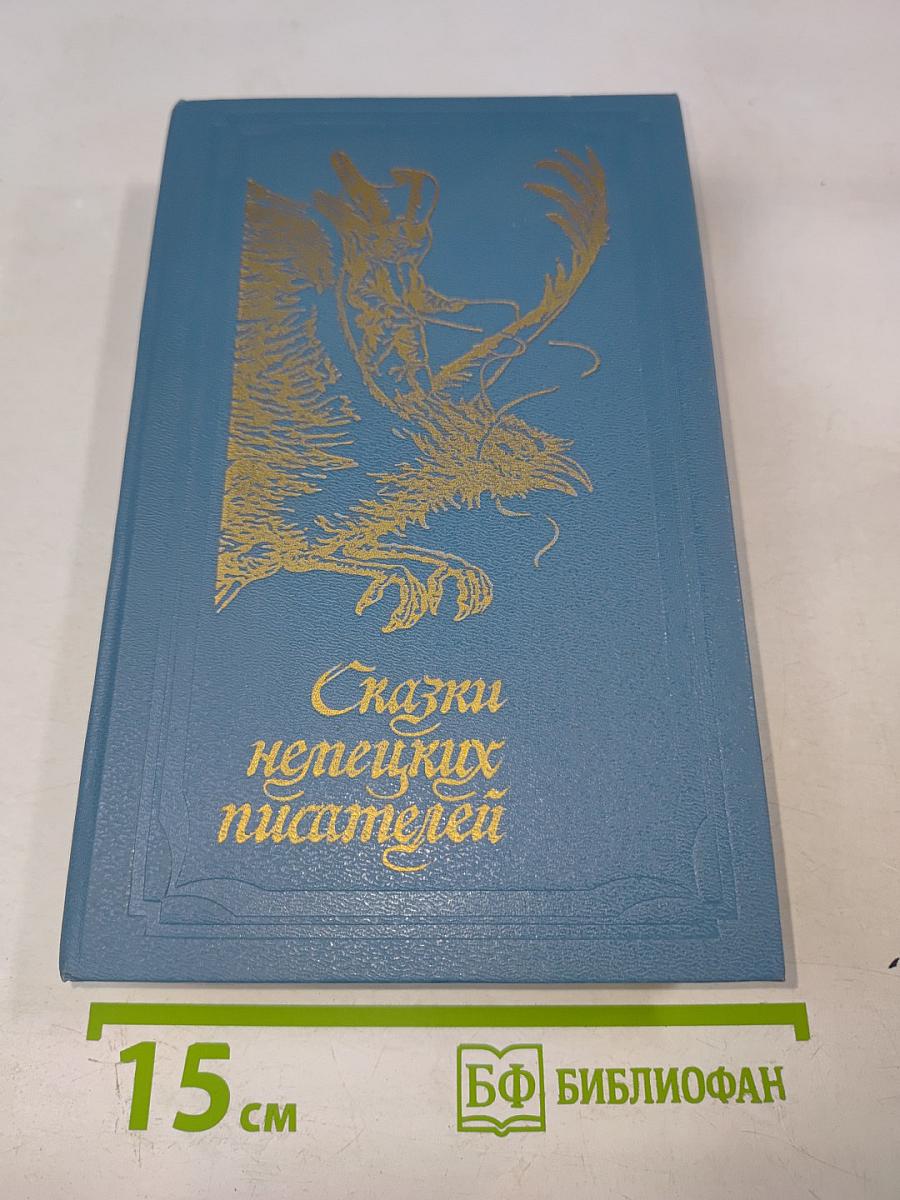 Сказки
немецких
писателей
15 см
БФ БИБЛИОФАН